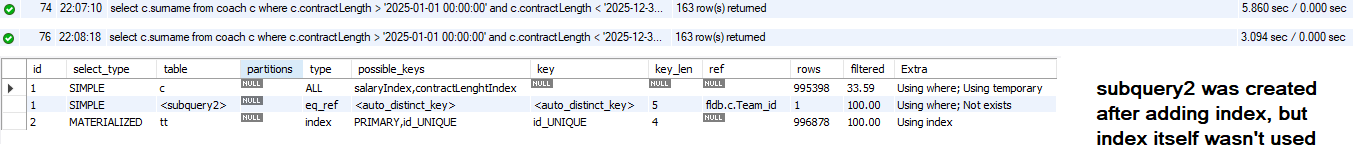 74 22:07:10 select c.surname from coach c where c.contractLength > '2025-01-01 00:00:00' and c.contractLength < '2025-12-3... 163 row(s) returned 5.860 sec / 0.000 sec
76 22:08:18 select c.surname from coach c where c.contractLength > '2025-01-01 00:00:00' and c.contractLength < '2025-12-3... 163 row(s) returned 3.094 sec / 0.000 sec
id select_type table partitions type possible_keys key key_len ref rows filtered Extra
1 SIMPLE c NULL ALL salaryIndex,contractLenghtIndex NULL NULL NULL 995398 33.59 Using where; Using temporary
1 SIMPLE <subquery2> NULL eq_ref <auto_distinct_key> <auto_distinct_key> 5 fldb.c.Team_id 1 100.00 Using where; Not exists
2 MATERIALIZED tt NULL index PRIMARY,id_UNIQUE id_UNIQUE 4 NULL 996878 100.00 Using index
subquery2 was created
after adding index, but
index itself wasn't used